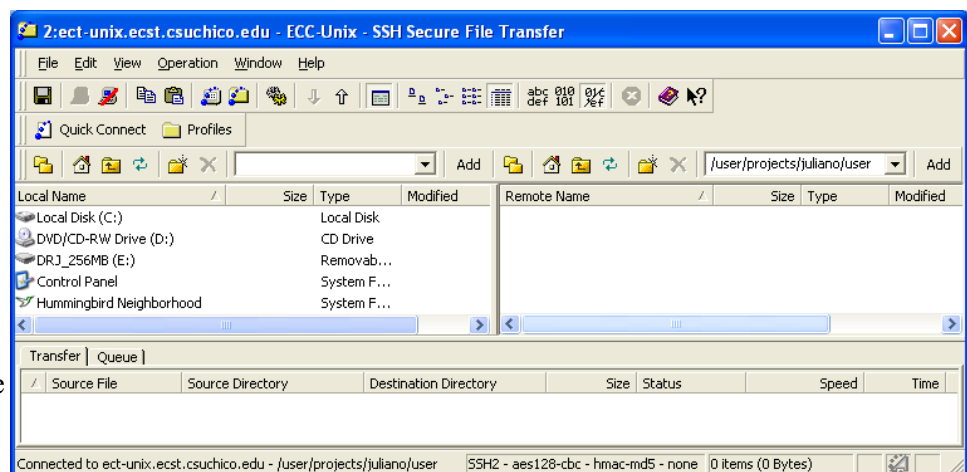 2:ect-unix.ecst.csuchico.edu - ECC-Unix - SSH Secure File Transfer
File Edit View Operation Window Help
abc def 010 101
Quick Connect Profiles
Add /user/projects/juliano/user Add
Local Name Size Type Modified Remote Name Size Type Modified
Local Disk (C:) Local Disk
DVD/CD-RW Drive (D:) CD Drive
DRJ_256MB (E:) Removab...
Control Panel System F...
Hummingbird Neighborhood System F...
Transfer Queue
e
Source File Source Directory Destination Directory Size Status Speed Time
Connected to ect-unix.ecst.csuchico.edu - /user/projects/juliano/user SSH2 - aes128-cbc - hmac-md5 - none 0 items (0 Bytes)